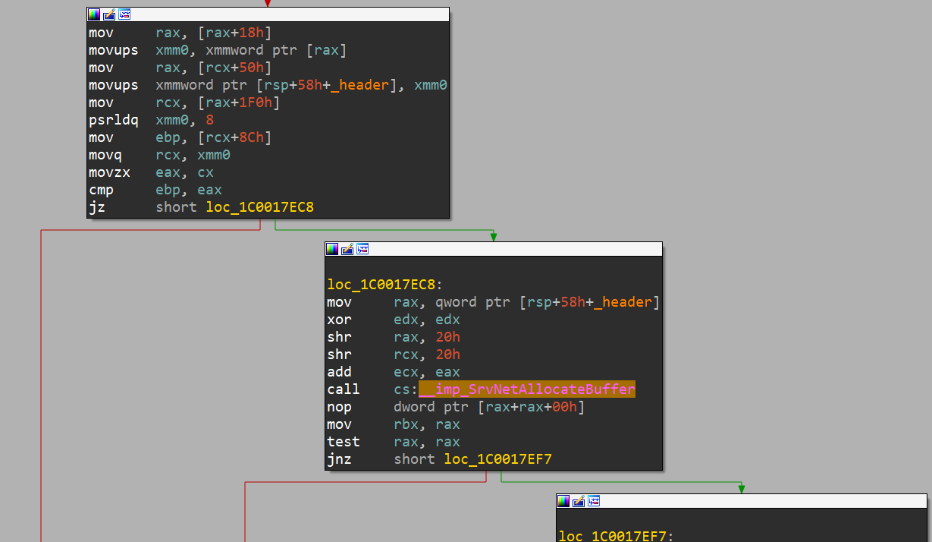 mov rax, [rax+18h]
movups xmm0, xmmword ptr [rax]
mov rax, [rcx+50h]
movups xmmword ptr [rsp+58h+_header], xmm0
mov rcx, [rax+1F0h]
psrldq xmm0, 8
mov ebp, [rcx+8Ch]
movq rcx, xmm0
movzx eax, cx
cmp ebp, eax
jz short loc_1C0017EC8
loc_1C0017EC8:
mov rax, qword ptr [rsp+58h+_header]
xor edx, edx
shr rax, 20h
shr rcx, 20h
add ecx, eax
call cs:__imp_SrvNetAllocateBuffer
nop dword ptr [rax+rax+00h]
mov rbx, rax
test rax, rax
jnz short loc_1C0017EF7
loc_1C0017EF7: